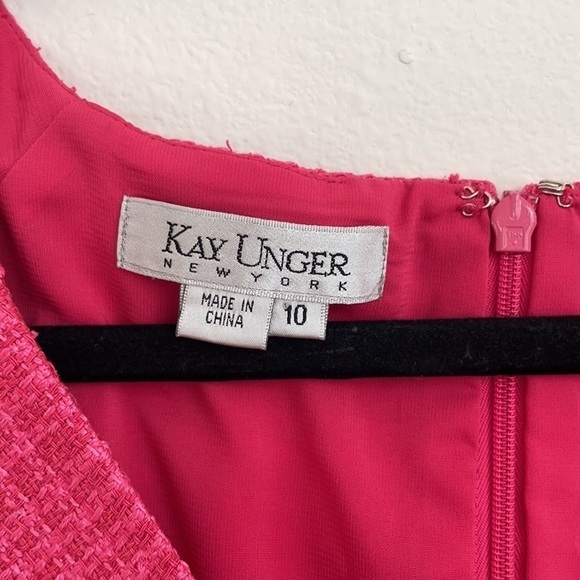 KAY UNGER
NEW YORK
MADE IN
CHINA
10